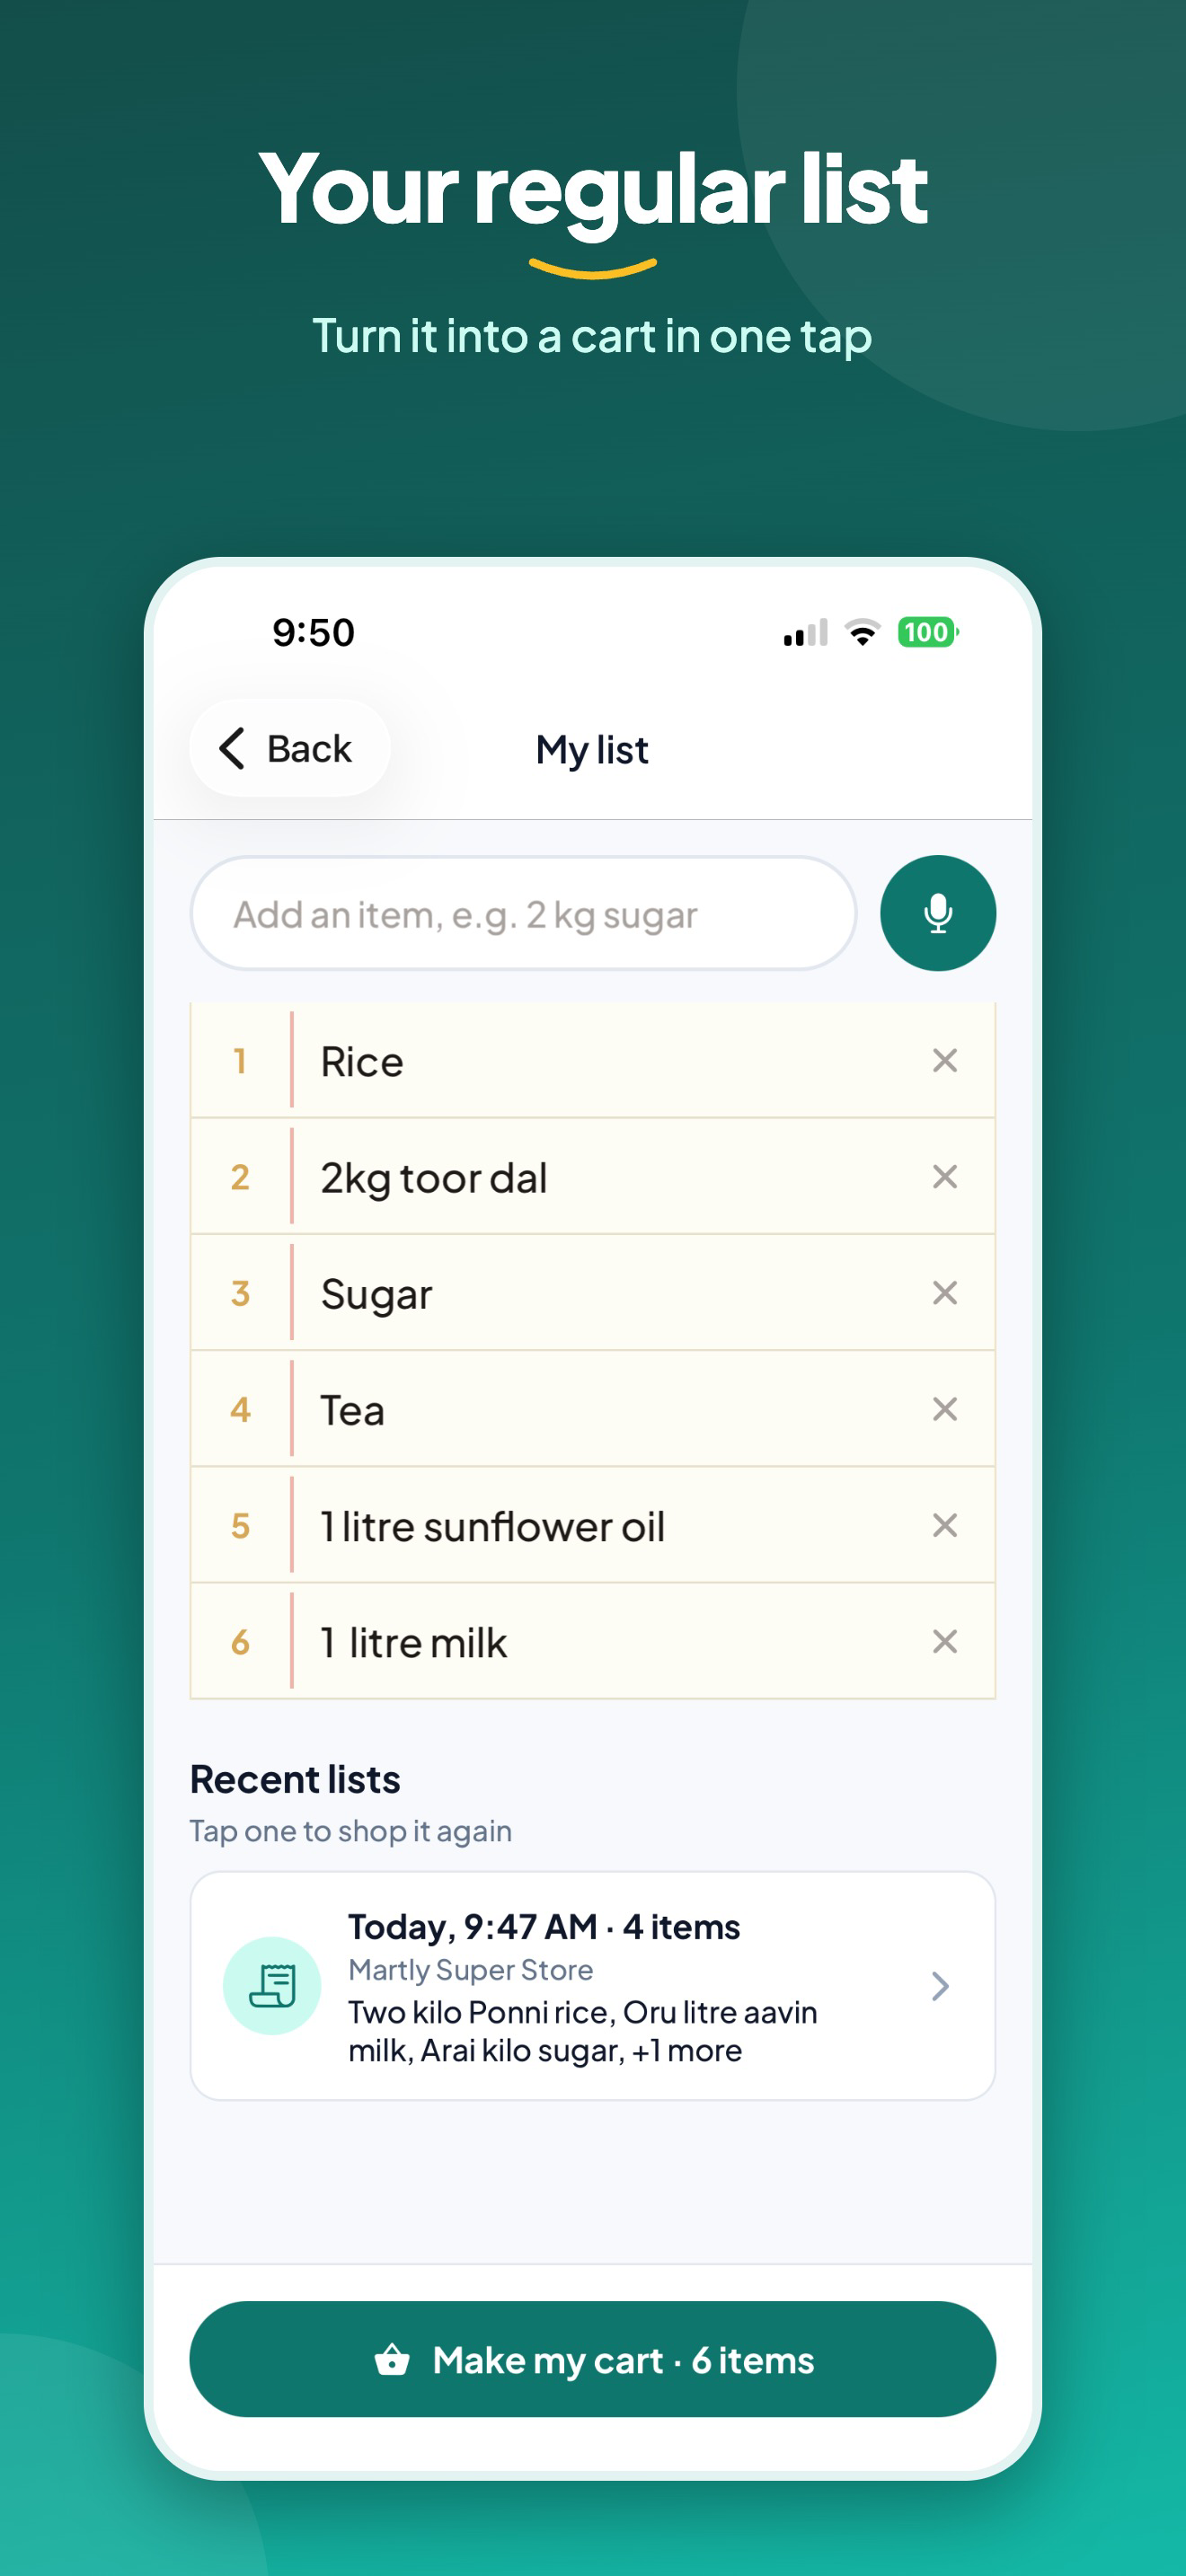 Your regular list
Turn it into a cart in one tap
9:50
100
Back
My list
Add an item, e.g. 2 kg sugar
1 Rice
2 2kg toor dal
3 Sugar
4 Tea
5 1 litre sunflower oil
6 1 litre milk
Recent lists
Tap one to shop it again
Today, 9:47 AM · 4 items
Martly Super Store
Two kilo Ponni rice, Oru litre aavin
milk, Arai kilo sugar, +1 more
Make my cart · 6 items